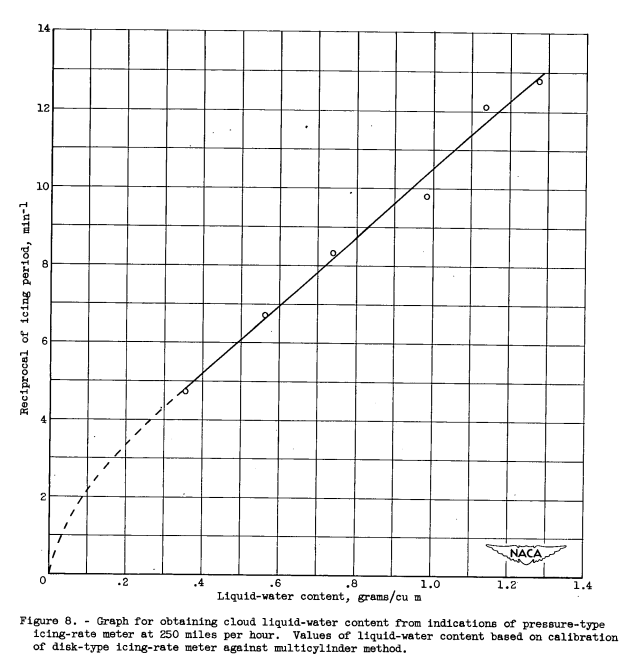 14
12
10
8
6
4
2
0
Reciprocal of icing period, min-1
.2 .4 .6 .8 1.0 1.2 1.4
Liquid-water content, grams/cu m
NACA
Figure 8. - Graph for obtaining cloud liquid-water content from indications of pressure-type
icing-rate meter at 250 miles per hour. Values of liquid-water content based on calibration
of disk-type icing-rate meter against multicylinder method.